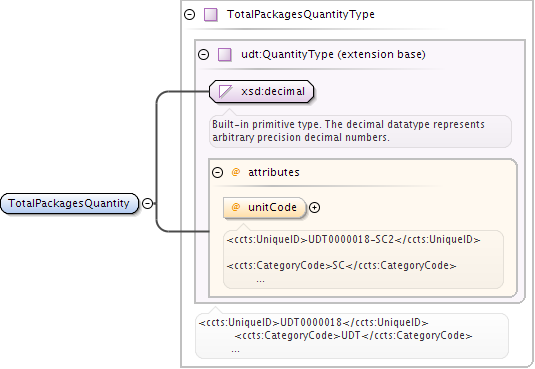 TotalPackagesQuantityType
udt:QuantityType (extension base)
xsd:decimal
Built-in primitive type. The decimal datatype represents
arbitrary precision decimal numbers.
@ attributes
@ unitCode
<ccts:UniqueID>UDT0000018-SC2</ccts:UniqueID>
<ccts:CategoryCode>SC</ccts:CategoryCode>
...
TotalPackagesQuantity
<ccts:UniqueID>UDT0000018</ccts:UniqueID>
<ccts:CategoryCode>UDT</ccts:CategoryCode>
...